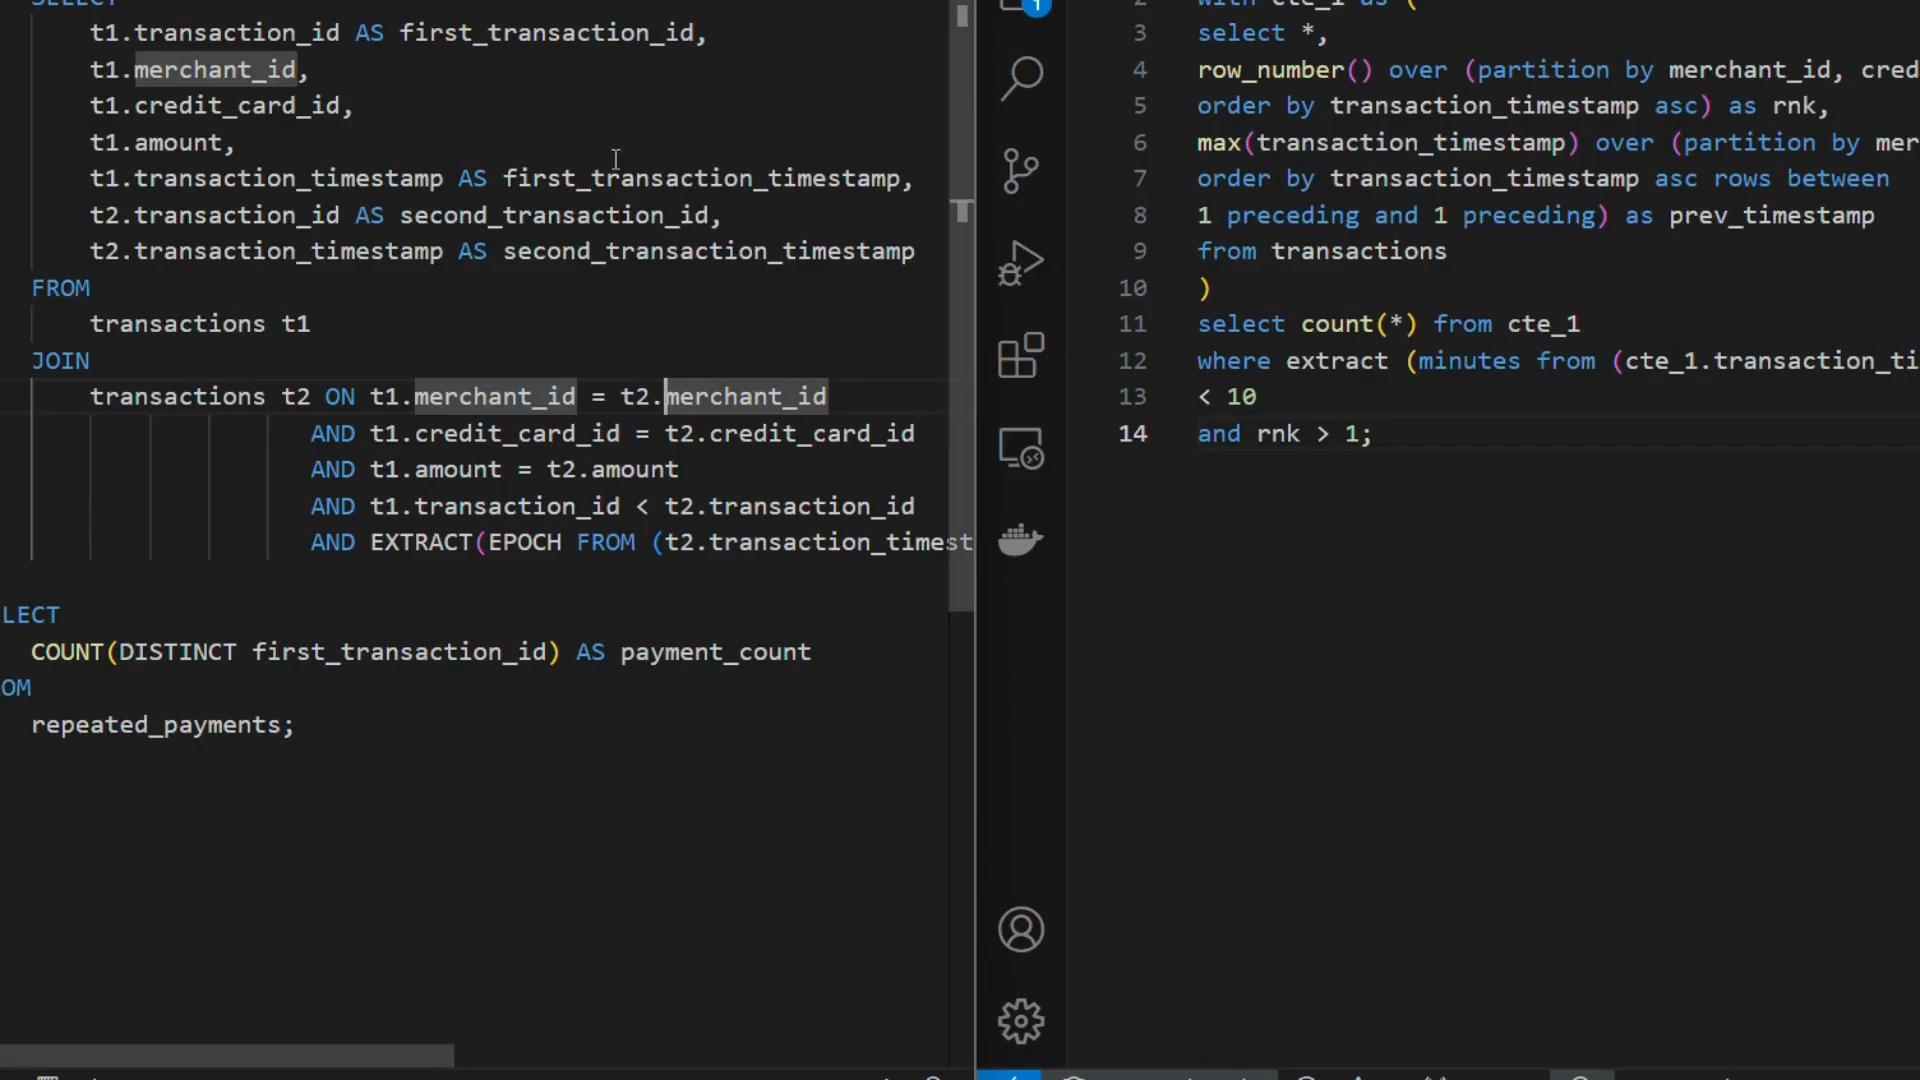 SELECT
t1.transaction_id AS first_transaction_id,
t1.merchant_id,
t1.credit_card_id,
t1.amount,
t1.transaction_timestamp AS first_transaction_timestamp,
t2.transaction_id AS second_transaction_id,
t2.transaction_timestamp AS second_transaction_timestamp
FROM
transactions t1
JOIN
transactions t2 ON t1.merchant_id = t2.merchant_id
AND t1.credit_card_id = t2.credit_card_id
AND t1.amount = t2.amount
AND t1.transaction_id < t2.transaction_id
AND EXTRACT(EPOCH FROM (t2.transaction_timest
LECT
COUNT(DISTINCT first_transaction_id) AS payment_count
OM
repeated_payments;
1
2 with cte_1 as (
3 select *,
4 row_number() over (partition by merchant_id, cred
5 order by transaction_timestamp asc) as rnk,
6 max(transaction_timestamp) over (partition by mer
7 order by transaction_timestamp asc rows between
8 1 preceding and 1 preceding) as prev_timestamp
9 from transactions
10 )
11 select count(*) from cte_1
12 where extract (minutes from (cte_1.transaction_ti
13 < 10
14 and rnk > 1;